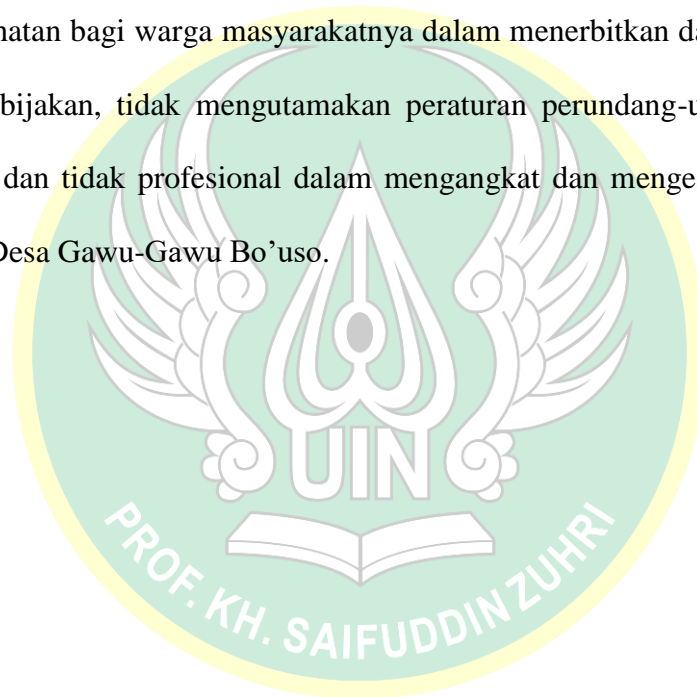 natan bagi warga masyarakatnya dalam menerbitkan da
bijakan, tidak mengutamakan peraturan perundang-u
dan tidak profesional dalam mengangkat dan menge
Desa Gawu-Gawu Bo’uso.
UIN
PROF. KH. SAIFUDDIN ZUHRI